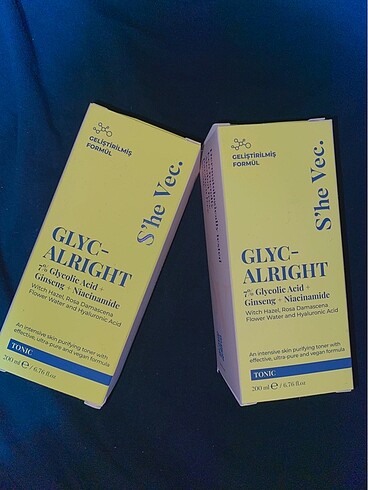 GELİŞTİRİLMİŞ
FORMÜL
S'he Vec.
GLYC-
ALRIGHT
7% Glycolic Acid +
Ginseng + Niacinamide
Witch Hazel, Rosa Damascena
Flower Water and Hyaluronic Acid
An intensive skin purifying toner with
effective, ultra-pure and vegan formula
TONIC
200 ml ℮ / 6.76 fl.oz
GELİŞTİRİLMİŞ
FORMÜL
S'he Vec.
GLYC-
ALRIGHT
7% Glycolic Acid +
Ginseng + Niacinamide
Witch Hazel, Rosa Damascena
Flower Water and Hyaluronic Acid
An intensive skin purifying toner with
effective, ultra-pure and vegan formula
TONIC
200 ml ℮ / 6.76 fl.oz